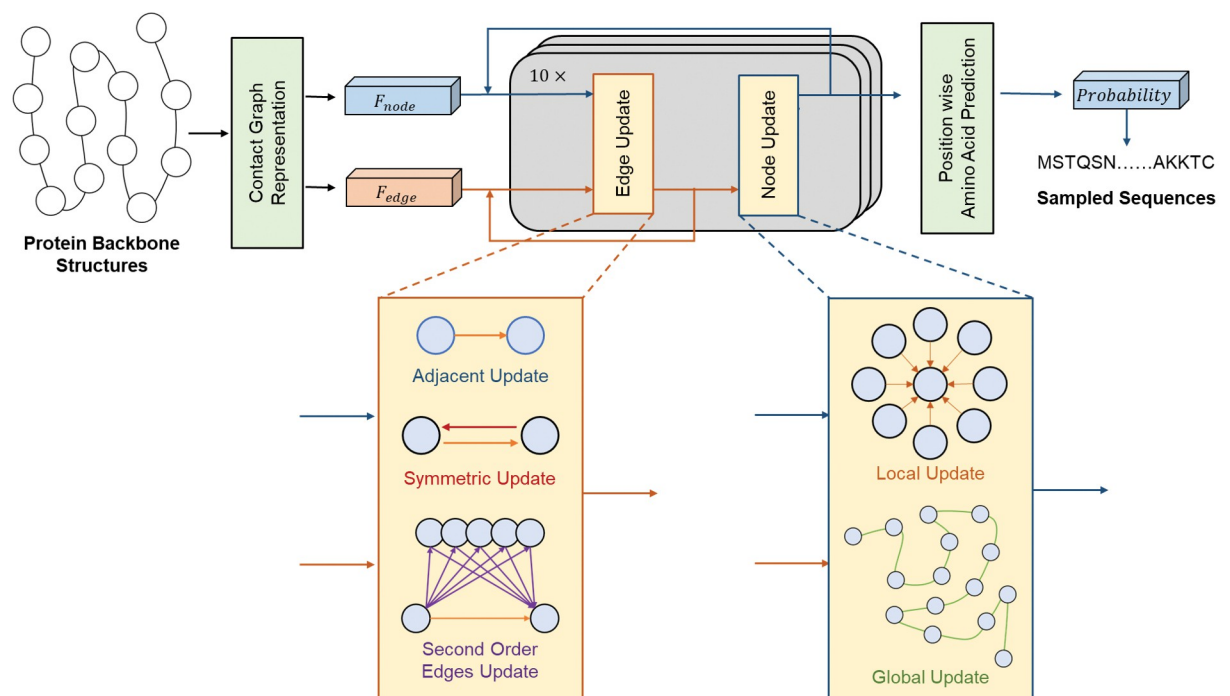 Protein Backbone
Structures
Contact Graph
Representation
F_node
F_edge
10 ×
Edge Update
Node Update
Position wise
Amino Acid Prediction
Probability
MSTQSN......AKKTC
Sampled Sequences
Adjacent Update
Symmetric Update
Second Order
Edges Update
Local Update
Global Update